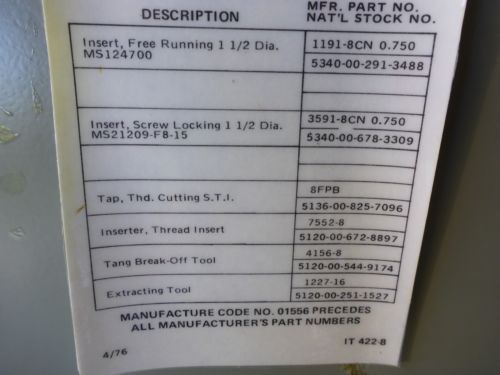 DESCRIPTION
MFR. PART NO.
NAT'L STOCK NO.
Insert, Free Running 1 1/2 Dia.
MS124700
1191-8CN 0.750
5340-00-291-3488
Insert, Screw Locking 1 1/2 Dia.
MS21209-F8-15
3591-8CN 0.750
5340-00-678-3309
Tap, Thd. Cutting S.T.I.
8FPB
5136-00-825-7096
Inserter, Thread Insert
7552-8
5120-00-672-8897
Tang Break-Off Tool
4156-8
5120-00-544-9174
Extracting Tool
1227-16
5120-00-251-1527
MANUFACTURE CODE NO. 01556 PRECEDES
ALL MANUFACTURER'S PART NUMBERS
4/76
IT 422-8